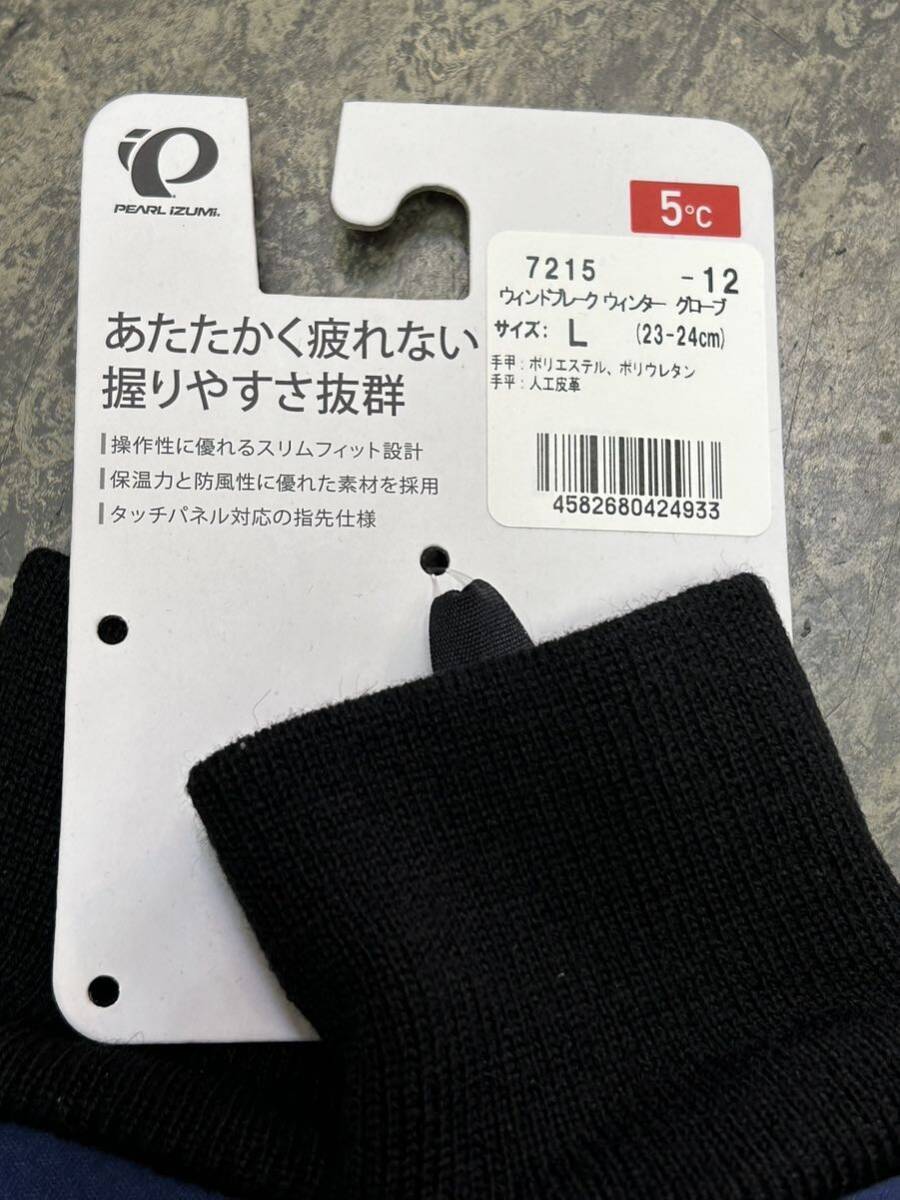 PEARL iZUMi.
5°C
7215 -12
ウィンドブレーク ウィンター グローブ
サイズ: L (23-24cm)
手甲:ポリエステル、ポリウレタン
手平:人工皮革
4582680424933
あたたかく疲れない
握りやすさ抜群
操作性に優れるスリムフィット設計
保温力と防風性に優れた素材を採用
タッチパネル対応の指先仕様